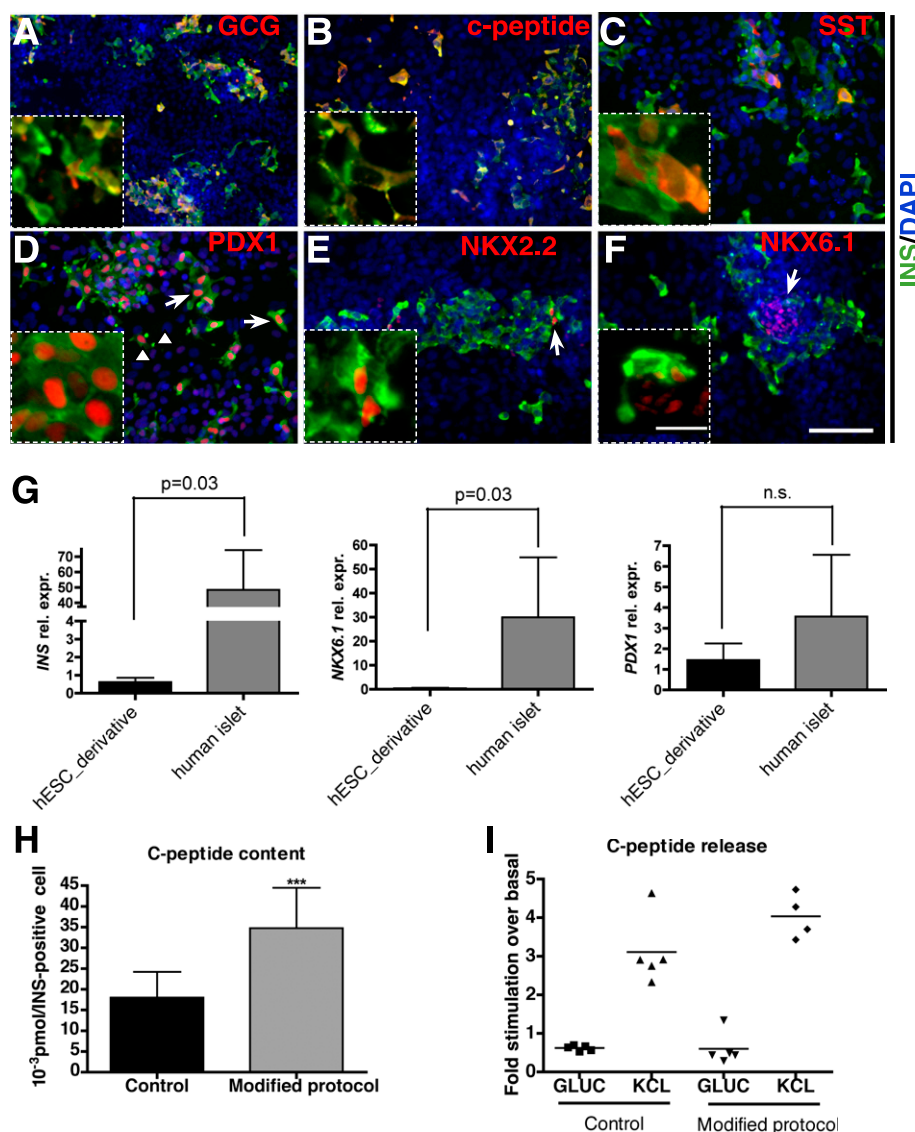 A GCG
B c-peptide
C SST
D PDX1
E NKX2.2
F NKX6.1
INS/DAPI
G
p=0.03
INS rel. expr.
70
50
40
4
2
1
0
hESC_derivative
human islet
p=0.03
NKX6.1 rel. expr.
60
50
40
30
20
10
0
hESC_derivative
human islet
n.s.
PDX1 rel. expr.
7
6
5
4
3
2
1
0
hESC_derivative
human islet
H
C-peptide content
10⁻³pmol/INS-positive cell
45
40
35
30
25
20
15
10
5
0
***
Control
Modified protocol
I
C-peptide release
Fold stimulation over basal
5
4
3
2
1
0
GLUC KCL GLUC KCL
Control Modified protocol